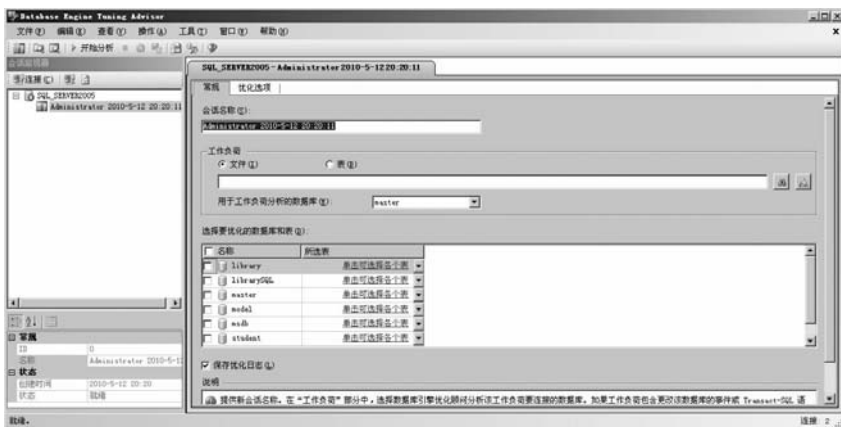 Database Engine Tuning Advisor
文件(F) 编辑(E) 查看(V) 操作(A) 工具(T) 窗口(W) 帮助(H)
开始分析
会话监视器
连接(C)
SQL_SERVER2005
Administrator 2010-5-12 20:20:11
SQL_SERVER2005 - Administrator 2010-5-12 20:20:11
常规 优化选项
会话名称(S):
Administrator 2010-5-12 20:20:11
工作负荷
文件(L) 表(B)
用于工作负荷分析的数据库(W): master
选择要优化的数据库和表(D):
名称 所选表
library 单击可选择各个表
librarySQL 单击可选择各个表
master 单击可选择各个表
model 单击可选择各个表
msdb 单击可选择各个表
student 单击可选择各个表
保存优化日志(L)
说明
提供新会话名称。在“工作负荷”部分中，选择数据库引擎优化顾问分析该工作负荷要连接的数据库。如果工作负荷包含更改该数据库的事件或 Transact-SQL 语
常规
ID 0
名称 Administrator 2010-5-12
状态
创建时间 2010-5-12 20:20
状态 就绪
就绪。
连接: 2